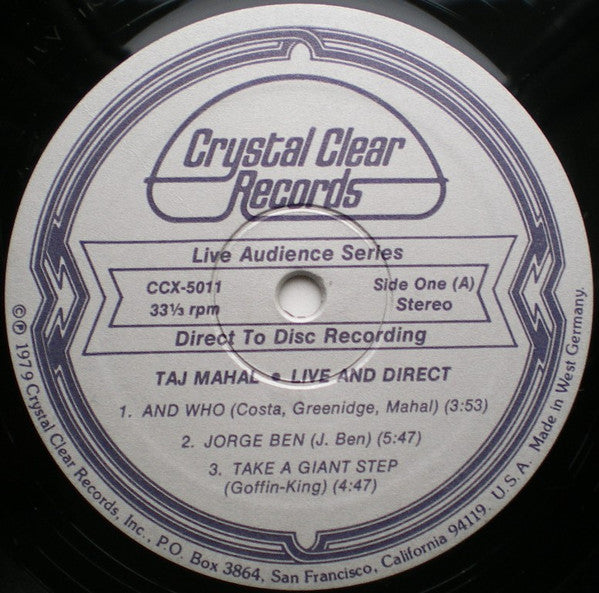 Crystal Clear
Records
Live Audience Series
CCX-5011
33⅓ rpm
Side One (A)
Stereo
Direct To Disc Recording
TAJ MAHAL • LIVE AND DIRECT
1. AND WHO (Costa, Greenidge, Mahal) (3:53)
2. JORGE BEN (J. Ben) (5:47)
3. TAKE A GIANT STEP
(Goffin-King) (4:47)
©℗ 1979 Crystal Clear Records, Inc., P.O. Box 3864, San Francisco, California 94119. U.S.A. Made in West Germany.